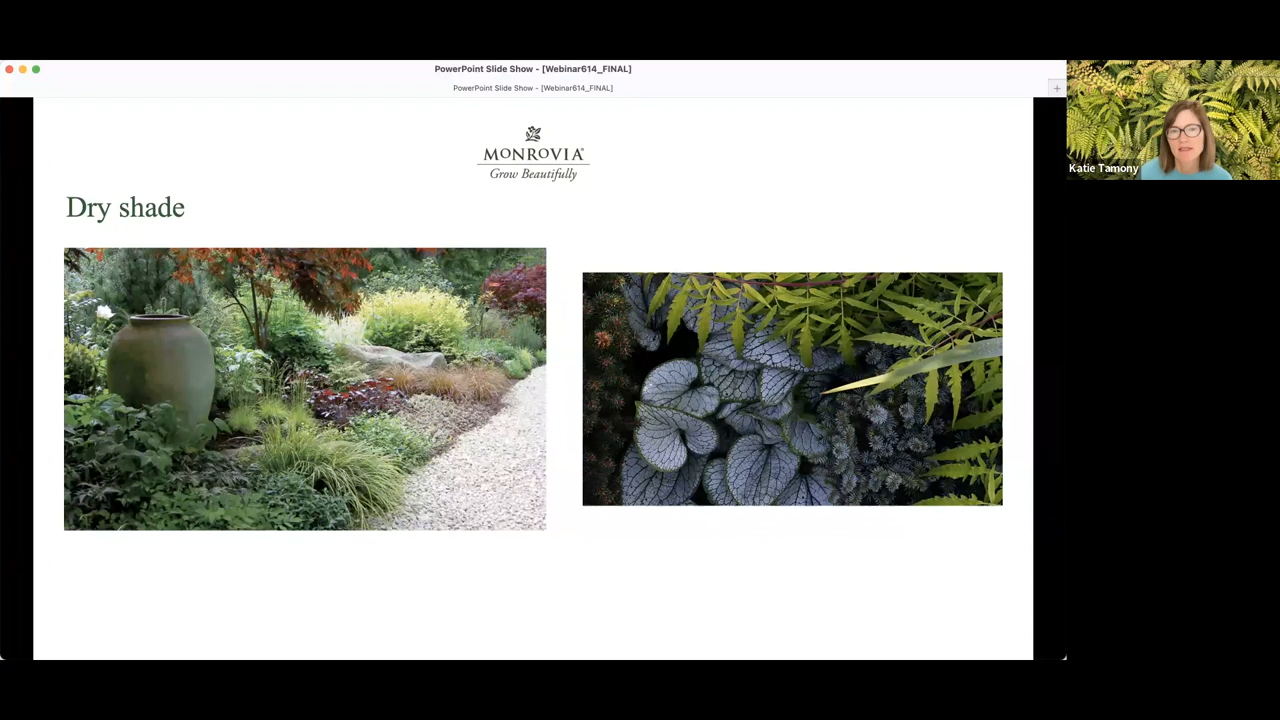 PowerPoint Slide Show - [Webinar614_FINAL]
PowerPoint Slide Show - [Webinar614_FINAL]
MONROVIA®
Grow Beautifully
Dry shade
Katie Tamony